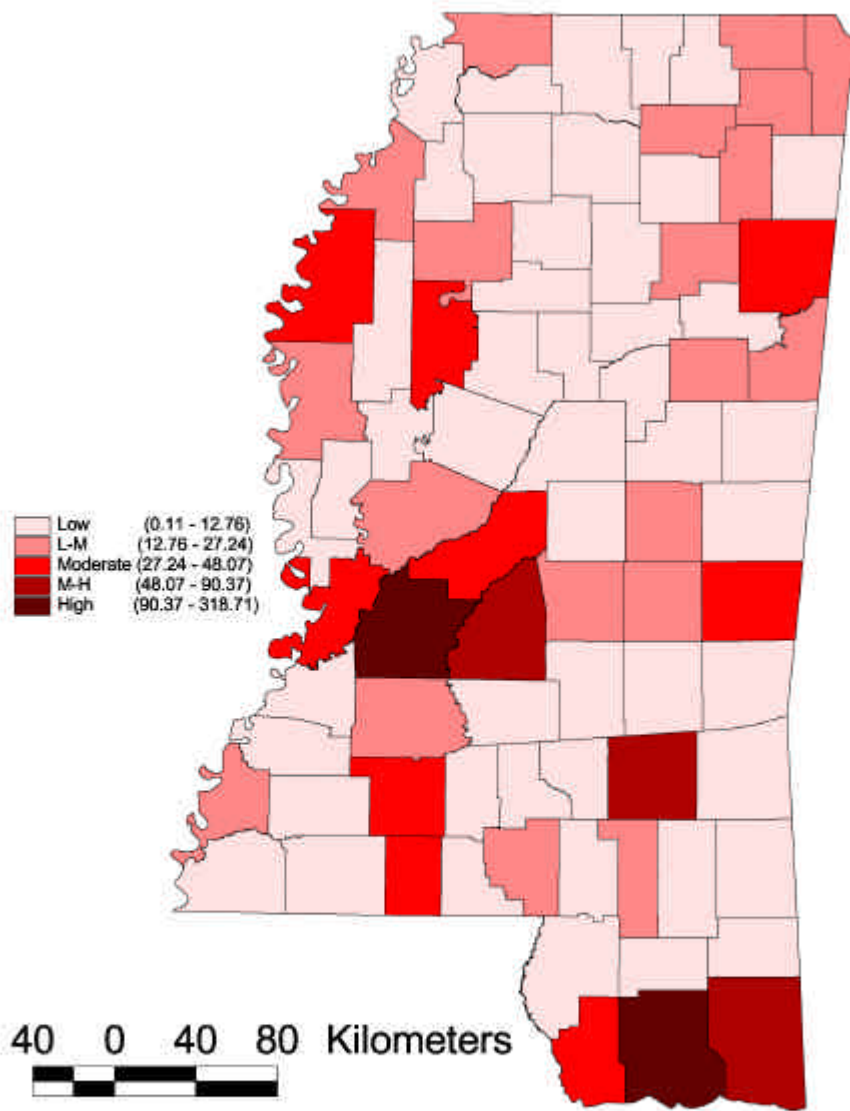 Low (0.11 - 12.76)
L-M (12.76 - 27.24)
Moderate (27.24 - 48.07)
M-H (48.07 - 90.37)
High (90.37 - 318.71)
40 0 40 80 Kilometers